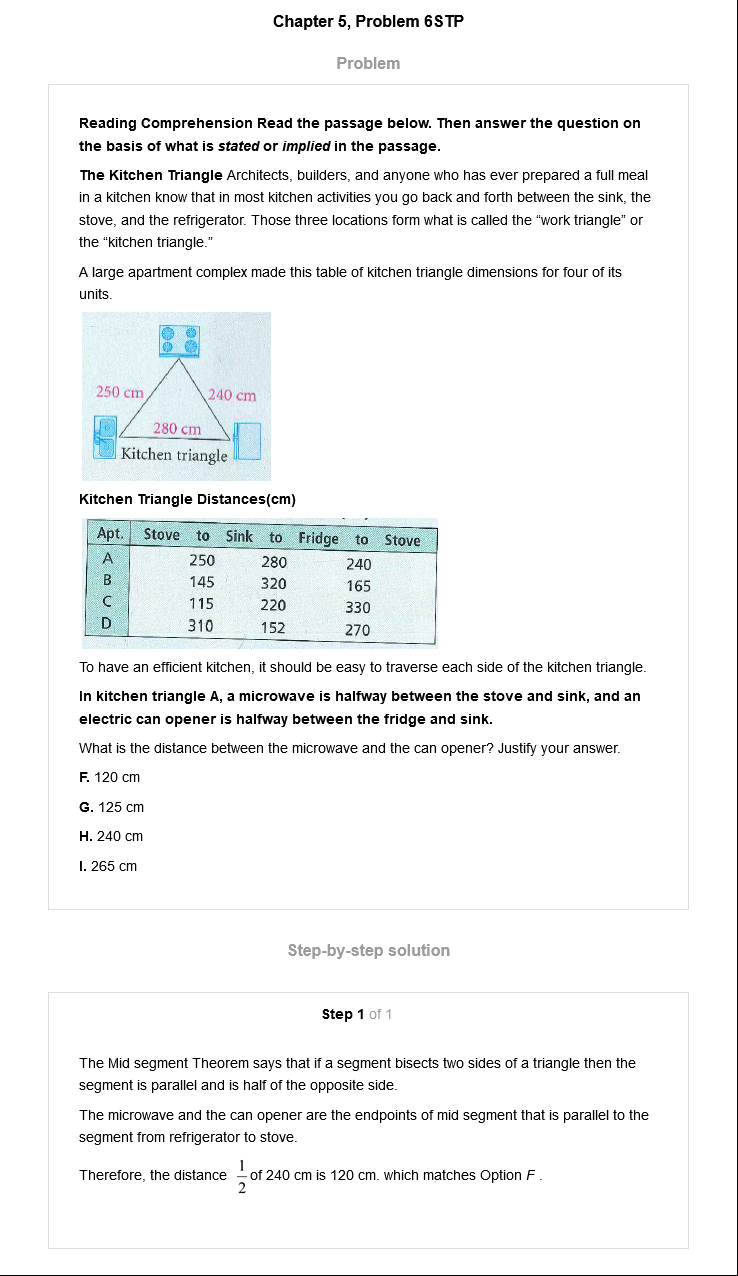 Chapter 5, Problem 6STP
Problem
Reading Comprehension Read the passage below. Then answer the question on
the basis of what is stated or implied in the passage.
The Kitchen Triangle Architects, builders, and anyone who has ever prepared a full meal
in a kitchen know that in most kitchen activities you go back and forth between the sink, the
stove, and the refrigerator. Those three locations form what is called the “work triangle” or
the “kitchen triangle.”
A large apartment complex made this table of kitchen triangle dimensions for four of its
units.
250 cm 240 cm
280 cm
Kitchen triangle
Kitchen Triangle Distances(cm)
Apt. Stove to Sink to Fridge to Stove
A 250 280 240
B 145 320 165
C 115 220 330
D 310 152 270
To have an efficient kitchen, it should be easy to traverse each side of the kitchen triangle.
In kitchen triangle A, a microwave is halfway between the stove and sink, and an
electric can opener is halfway between the fridge and sink.
What is the distance between the microwave and the can opener? Justify your answer.
F. 120 cm
G. 125 cm
H. 240 cm
I. 265 cm
Step-by-step solution
Step 1 of 1
The Mid segment Theorem says that if a segment bisects two sides of a triangle then the
segment is parallel and is half of the opposite side.
The microwave and the can opener are the endpoints of mid segment that is parallel to the
segment from refrigerator to stove.
Therefore, the distance 1/2 of 240 cm is 120 cm. which matches Option F .